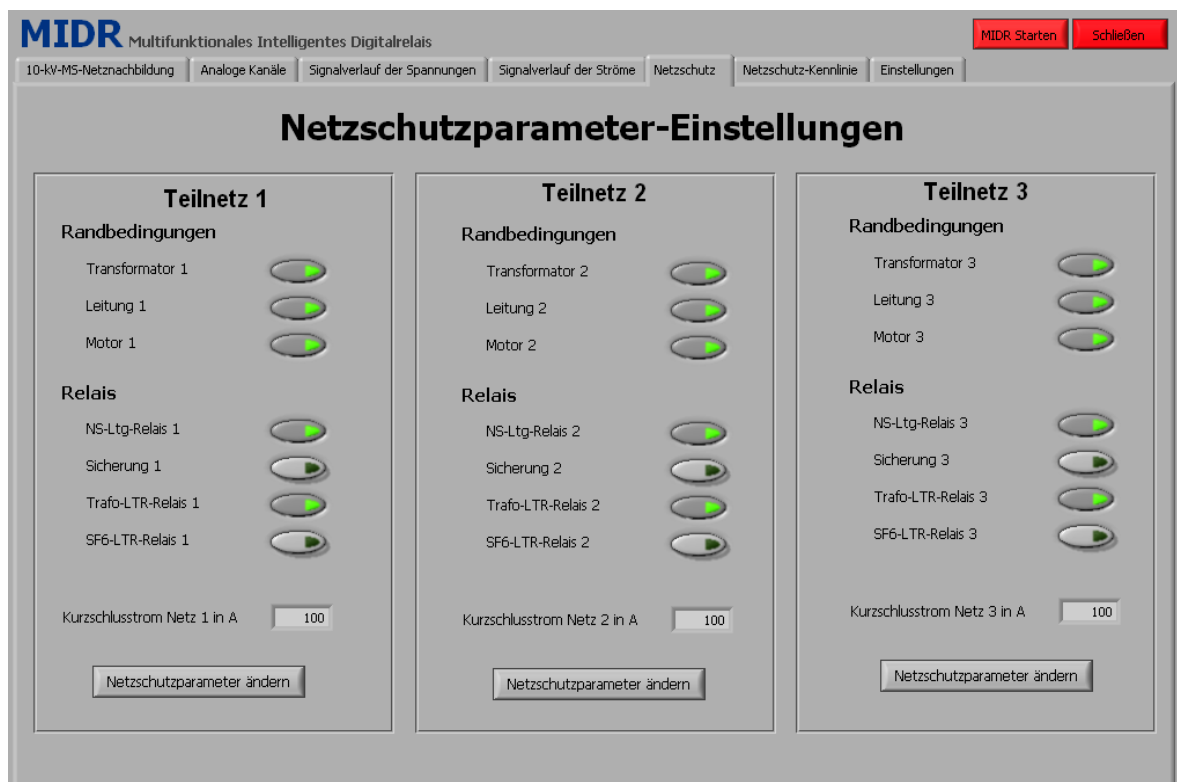 MIDR Multifunktionales Intelligentes Digitalrelais
MIDR Starten
Schließen
10-kV-MS-Netznachbildung
Analoge Kanäle
Signalverlauf der Spannungen
Signalverlauf der Ströme
Netzschutz
Netzschutz-Kennlinie
Einstellungen
Netzschutzparameter-Einstellungen
Teilnetz 1
Randbedingungen
Transformator 1
Leitung 1
Motor 1
Relais
NS-Ltg-Relais 1
Sicherung 1
Trafo-LTR-Relais 1
SF6-LTR-Relais 1
Kurzschlusstrom Netz 1 in A 100
Netzschutzparameter ändern
Teilnetz 2
Randbedingungen
Transformator 2
Leitung 2
Motor 2
Relais
NS-Ltg-Relais 2
Sicherung 2
Trafo-LTR-Relais 2
SF6-LTR-Relais 2
Kurzschlusstrom Netz 2 in A 100
Netzschutzparameter ändern
Teilnetz 3
Randbedingungen
Transformator 3
Leitung 3
Motor 3
Relais
NS-Ltg-Relais 3
Sicherung 3
Trafo-LTR-Relais 3
SF6-LTR-Relais 3
Kurzschlusstrom Netz 3 in A 100
Netzschutzparameter ändern